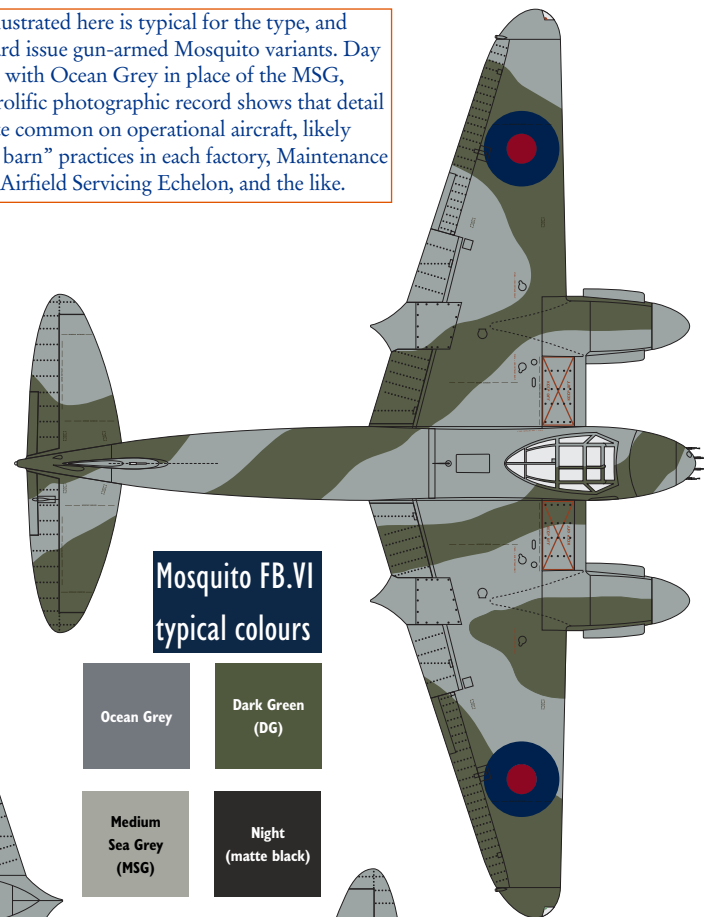 ustrated here is typical for the type, and
rd issue gun-armed Mosquito variants. Day
with Ocean Grey in place of the MSG,
rolific photographic record shows that detail
e common on operational aircraft, likely
barn” practices in each factory, Maintenance
Airfield Servicing Echelon, and the like.
Mosquito FB.VI
typical colours
Ocean Grey
Dark Green
(DG)
Medium
Sea Grey
(MSG)
Night
(matte black)